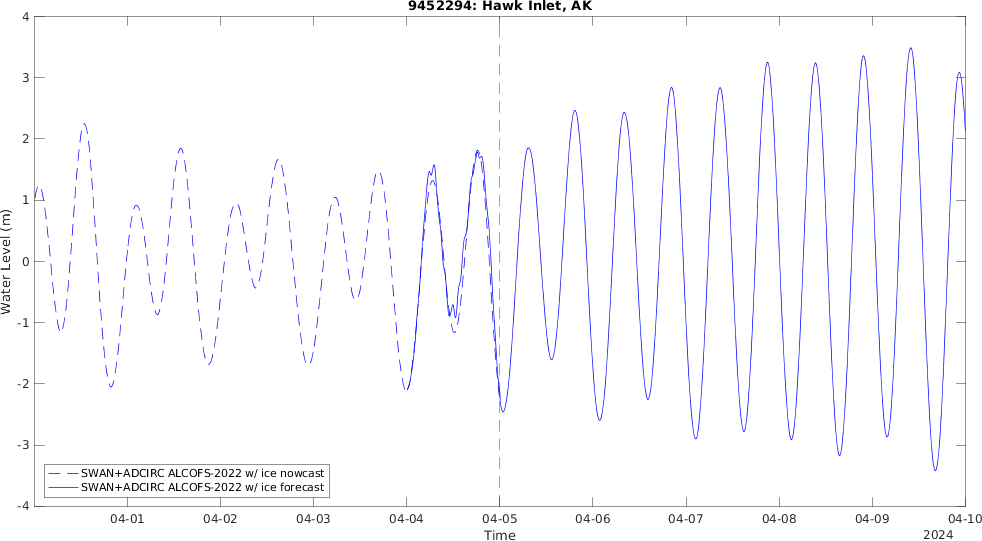 9452294: Hawk Inlet, AK
Water Level (m)
4
3
2
1
0
-1
-2
-3
-4
SWAN+ADCIRC ALCOFS-2022 w/ ice nowcast
SWAN+ADCIRC ALCOFS-2022 w/ ice forecast
04-01 04-02 04-03 04-04 04-05 04-06 04-07 04-08 04-09 04-10
Time
2024